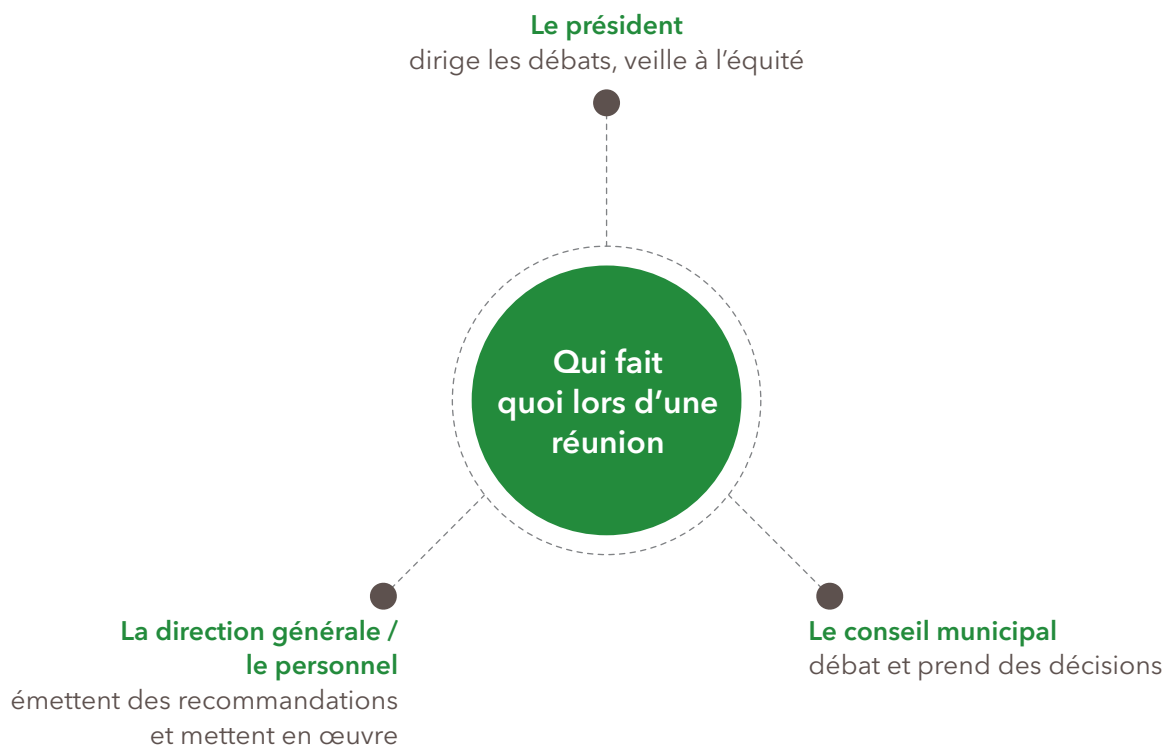 Le président
dirige les débats, veille à l’équité
Qui fait
quoi lors d’une
réunion
La direction générale /
le personnel
émettent des recommandations
et mettent en œuvre
Le conseil municipal
débat et prend des décisions